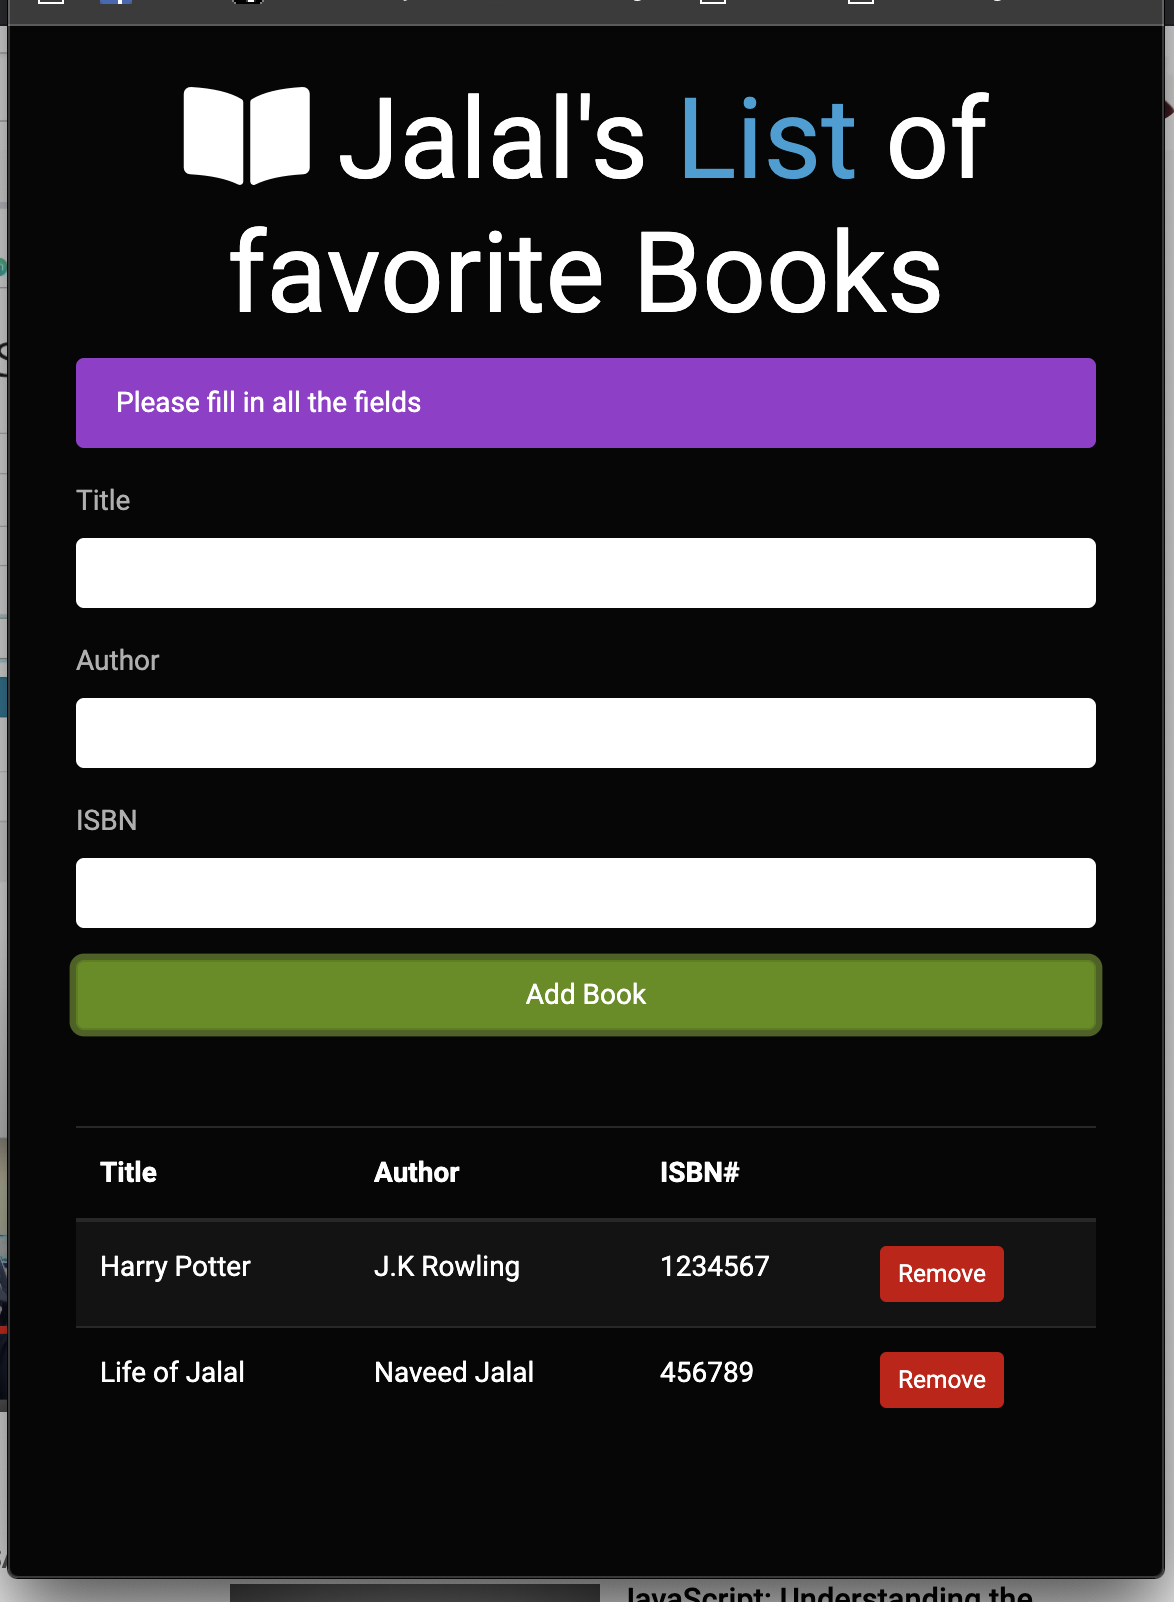 Jalal's List of
favorite Books
Please fill in all the fields
Title
Author
ISBN
Add Book
Title Author ISBN#
Harry Potter J.K Rowling 1234567 Remove
Life of Jalal Naveed Jalal 456789 Remove
JavaScript: Understanding the